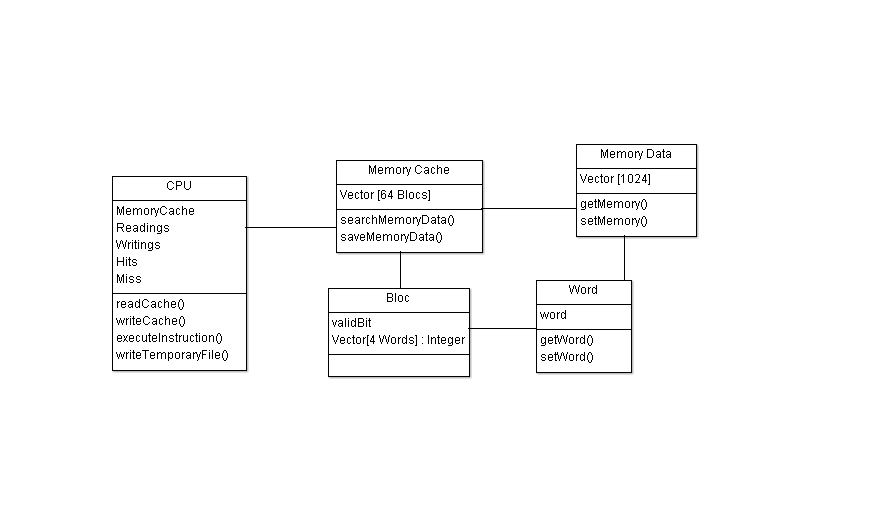 CPU
MemoryCache
Readings
Writings
Hits
Miss
readCache()
writeCache()
executeInstruction()
writeTemporaryFile()
Memory Cache
Vector [64 Blocs]
searchMemoryData()
saveMemoryData()
Memory Data
Vector [1024]
getMemory()
setMemory()
Bloc
validBit
Vector[4 Words] : Integer
Word
word
getWord()
setWord()